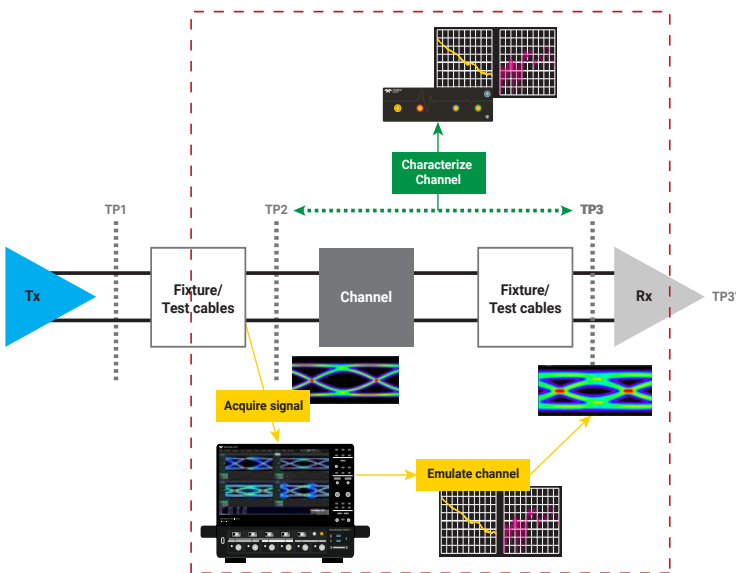 Characterize
Channel
TP1
TP2
TP3
Tx
Fixture/
Test cables
Channel
Fixture/
Test cables
Rx
TP3'
Acquire signal
Emulate channel